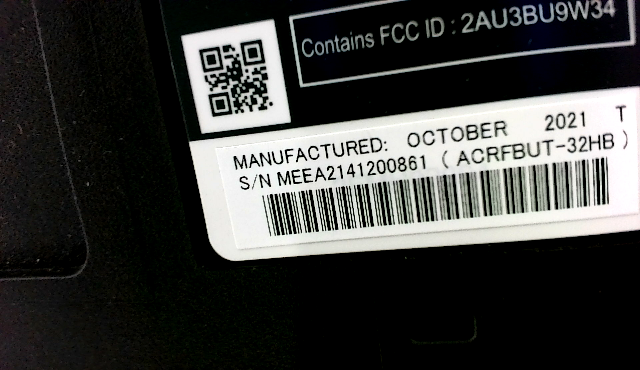 Contains FCC ID : 2AU3BU9W34
MANUFACTURED: OCTOBER 2021 T
S/N MEEA2141200861 ( ACRFBUT-32HB )